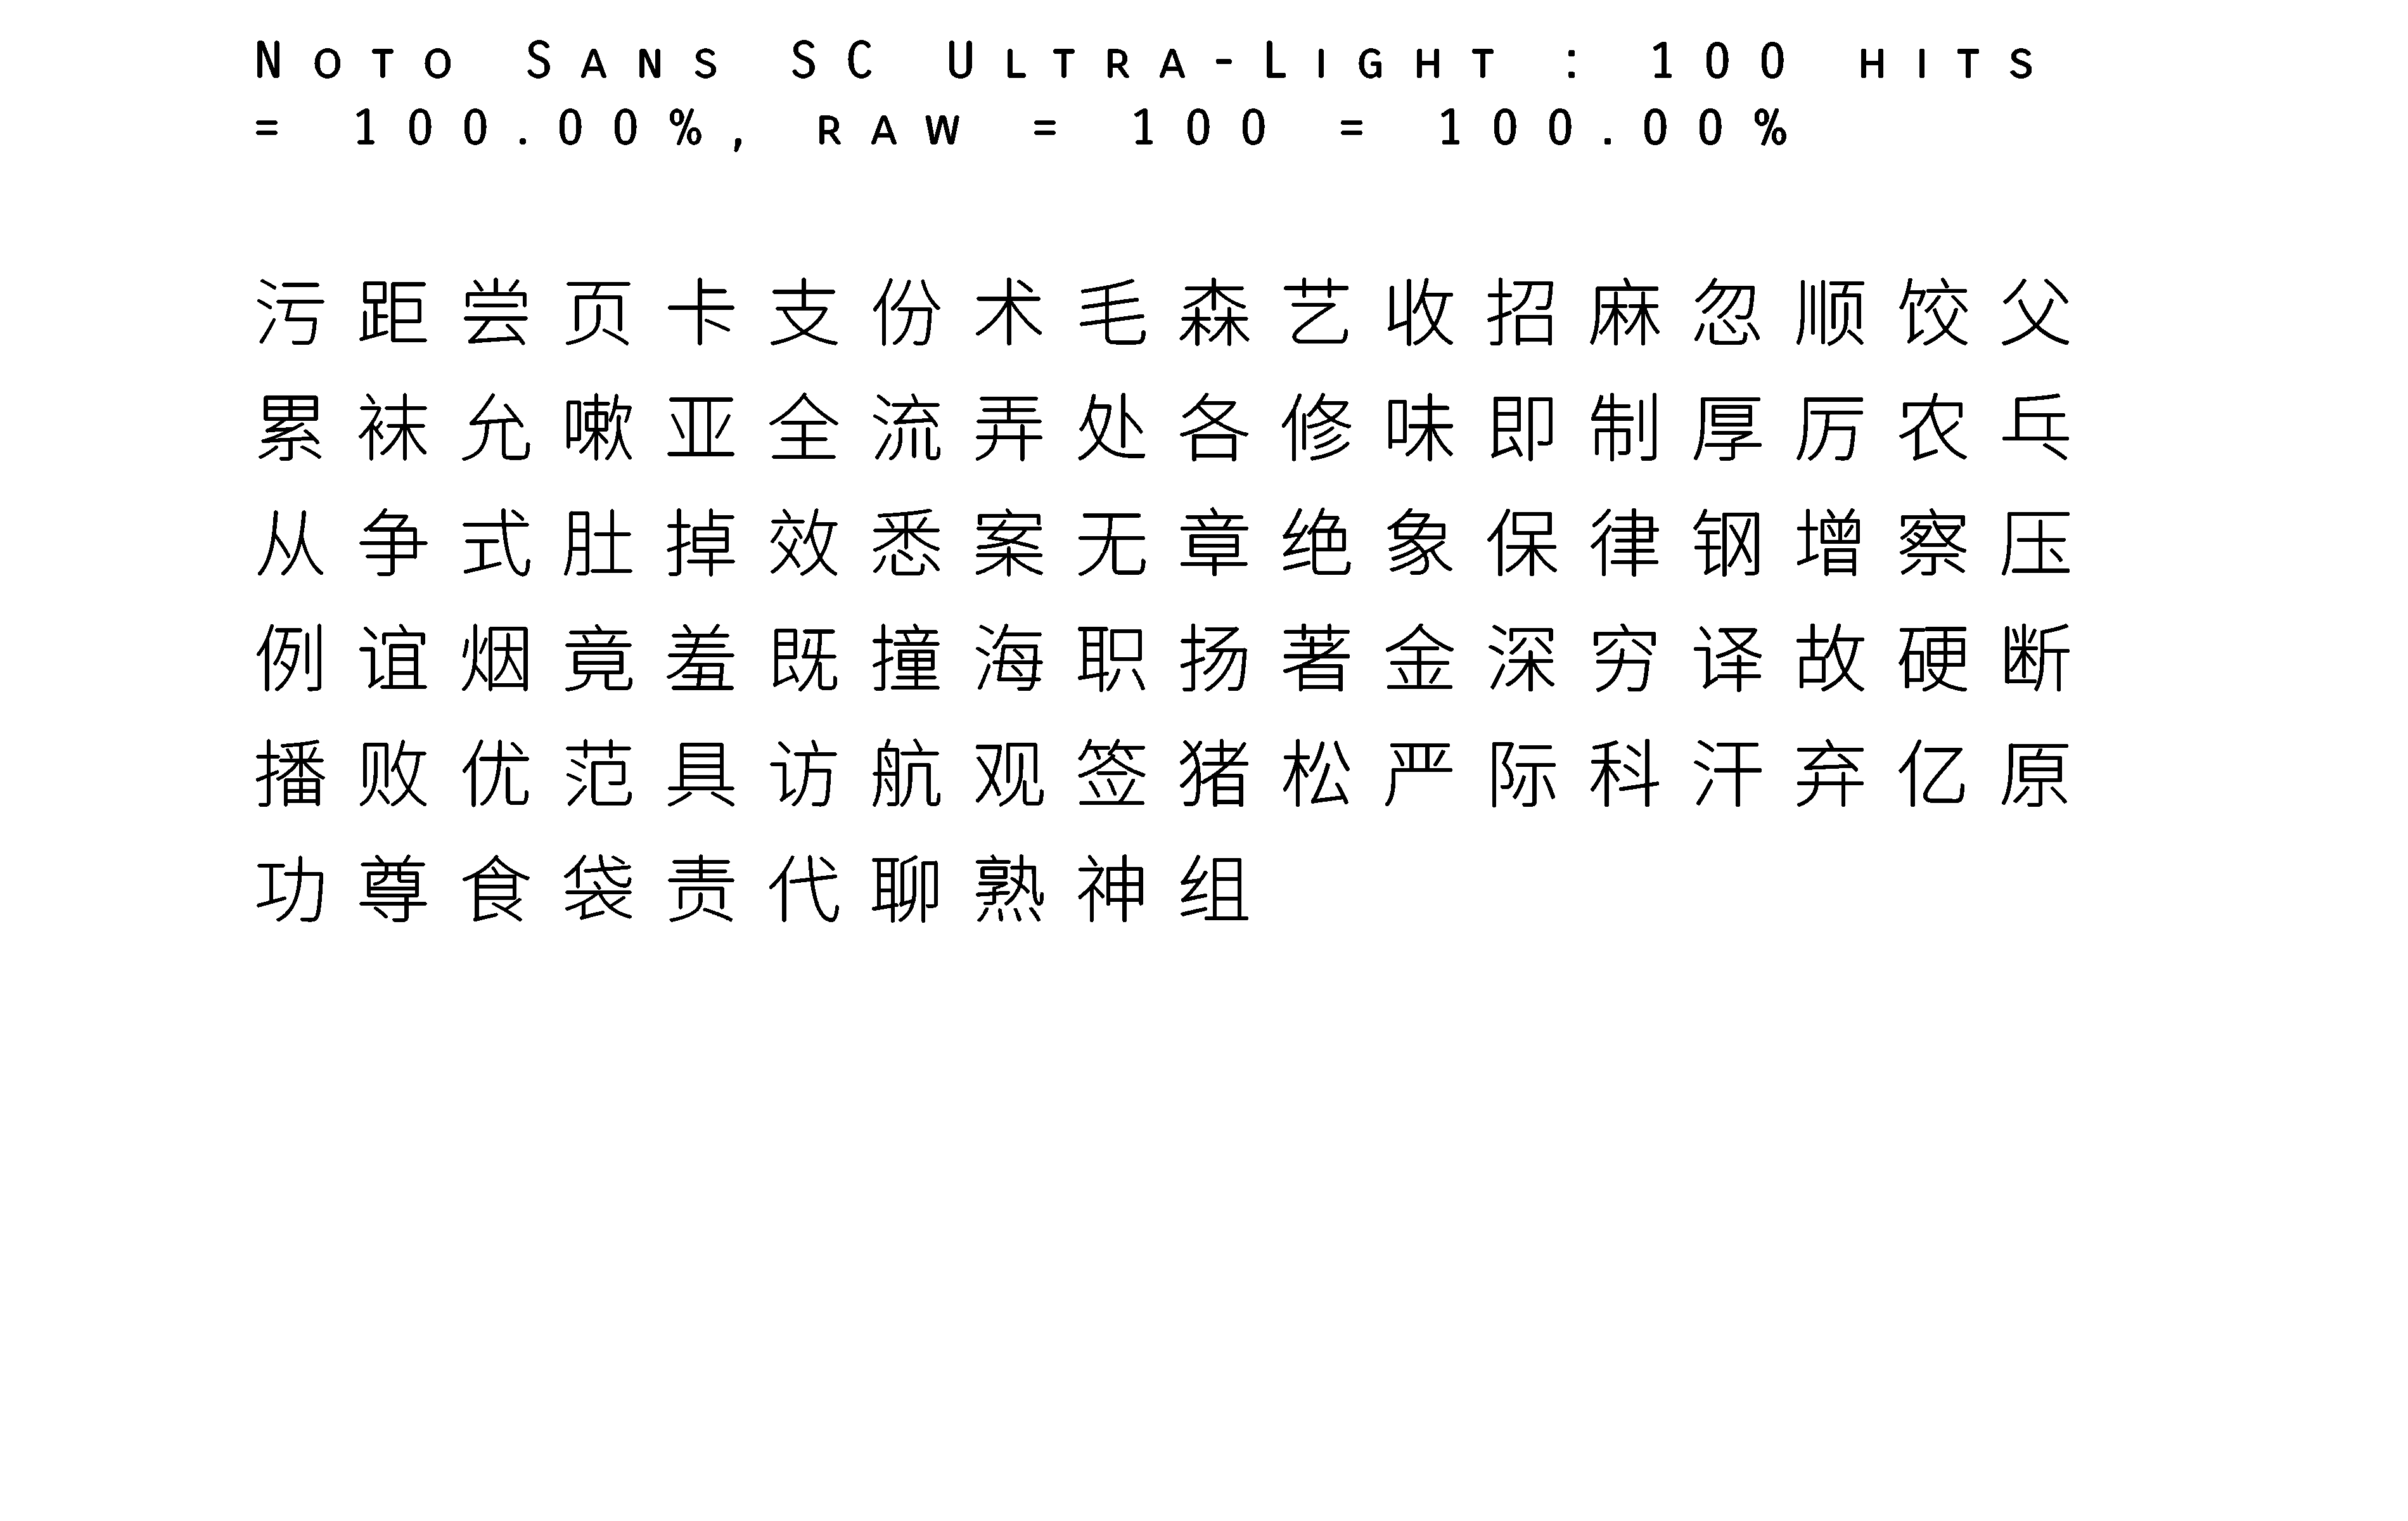 Noto Sans SC Ultra-Light : 100 hits
= 100.00%, raw = 100 = 100.00%
污距尝页卡支份术毛森艺收招麻忽顺饺父
累袜允嗽亚全流弄处各修味即制厚厉农乓
从争式肚掉效悉案无章绝象保律钢增察压
例谊烟竟羞既撞海职扬著金深穷译故硬断
播败优范具访航观签猪松严际科汗弃亿原
功尊食袋责代聊熟神组